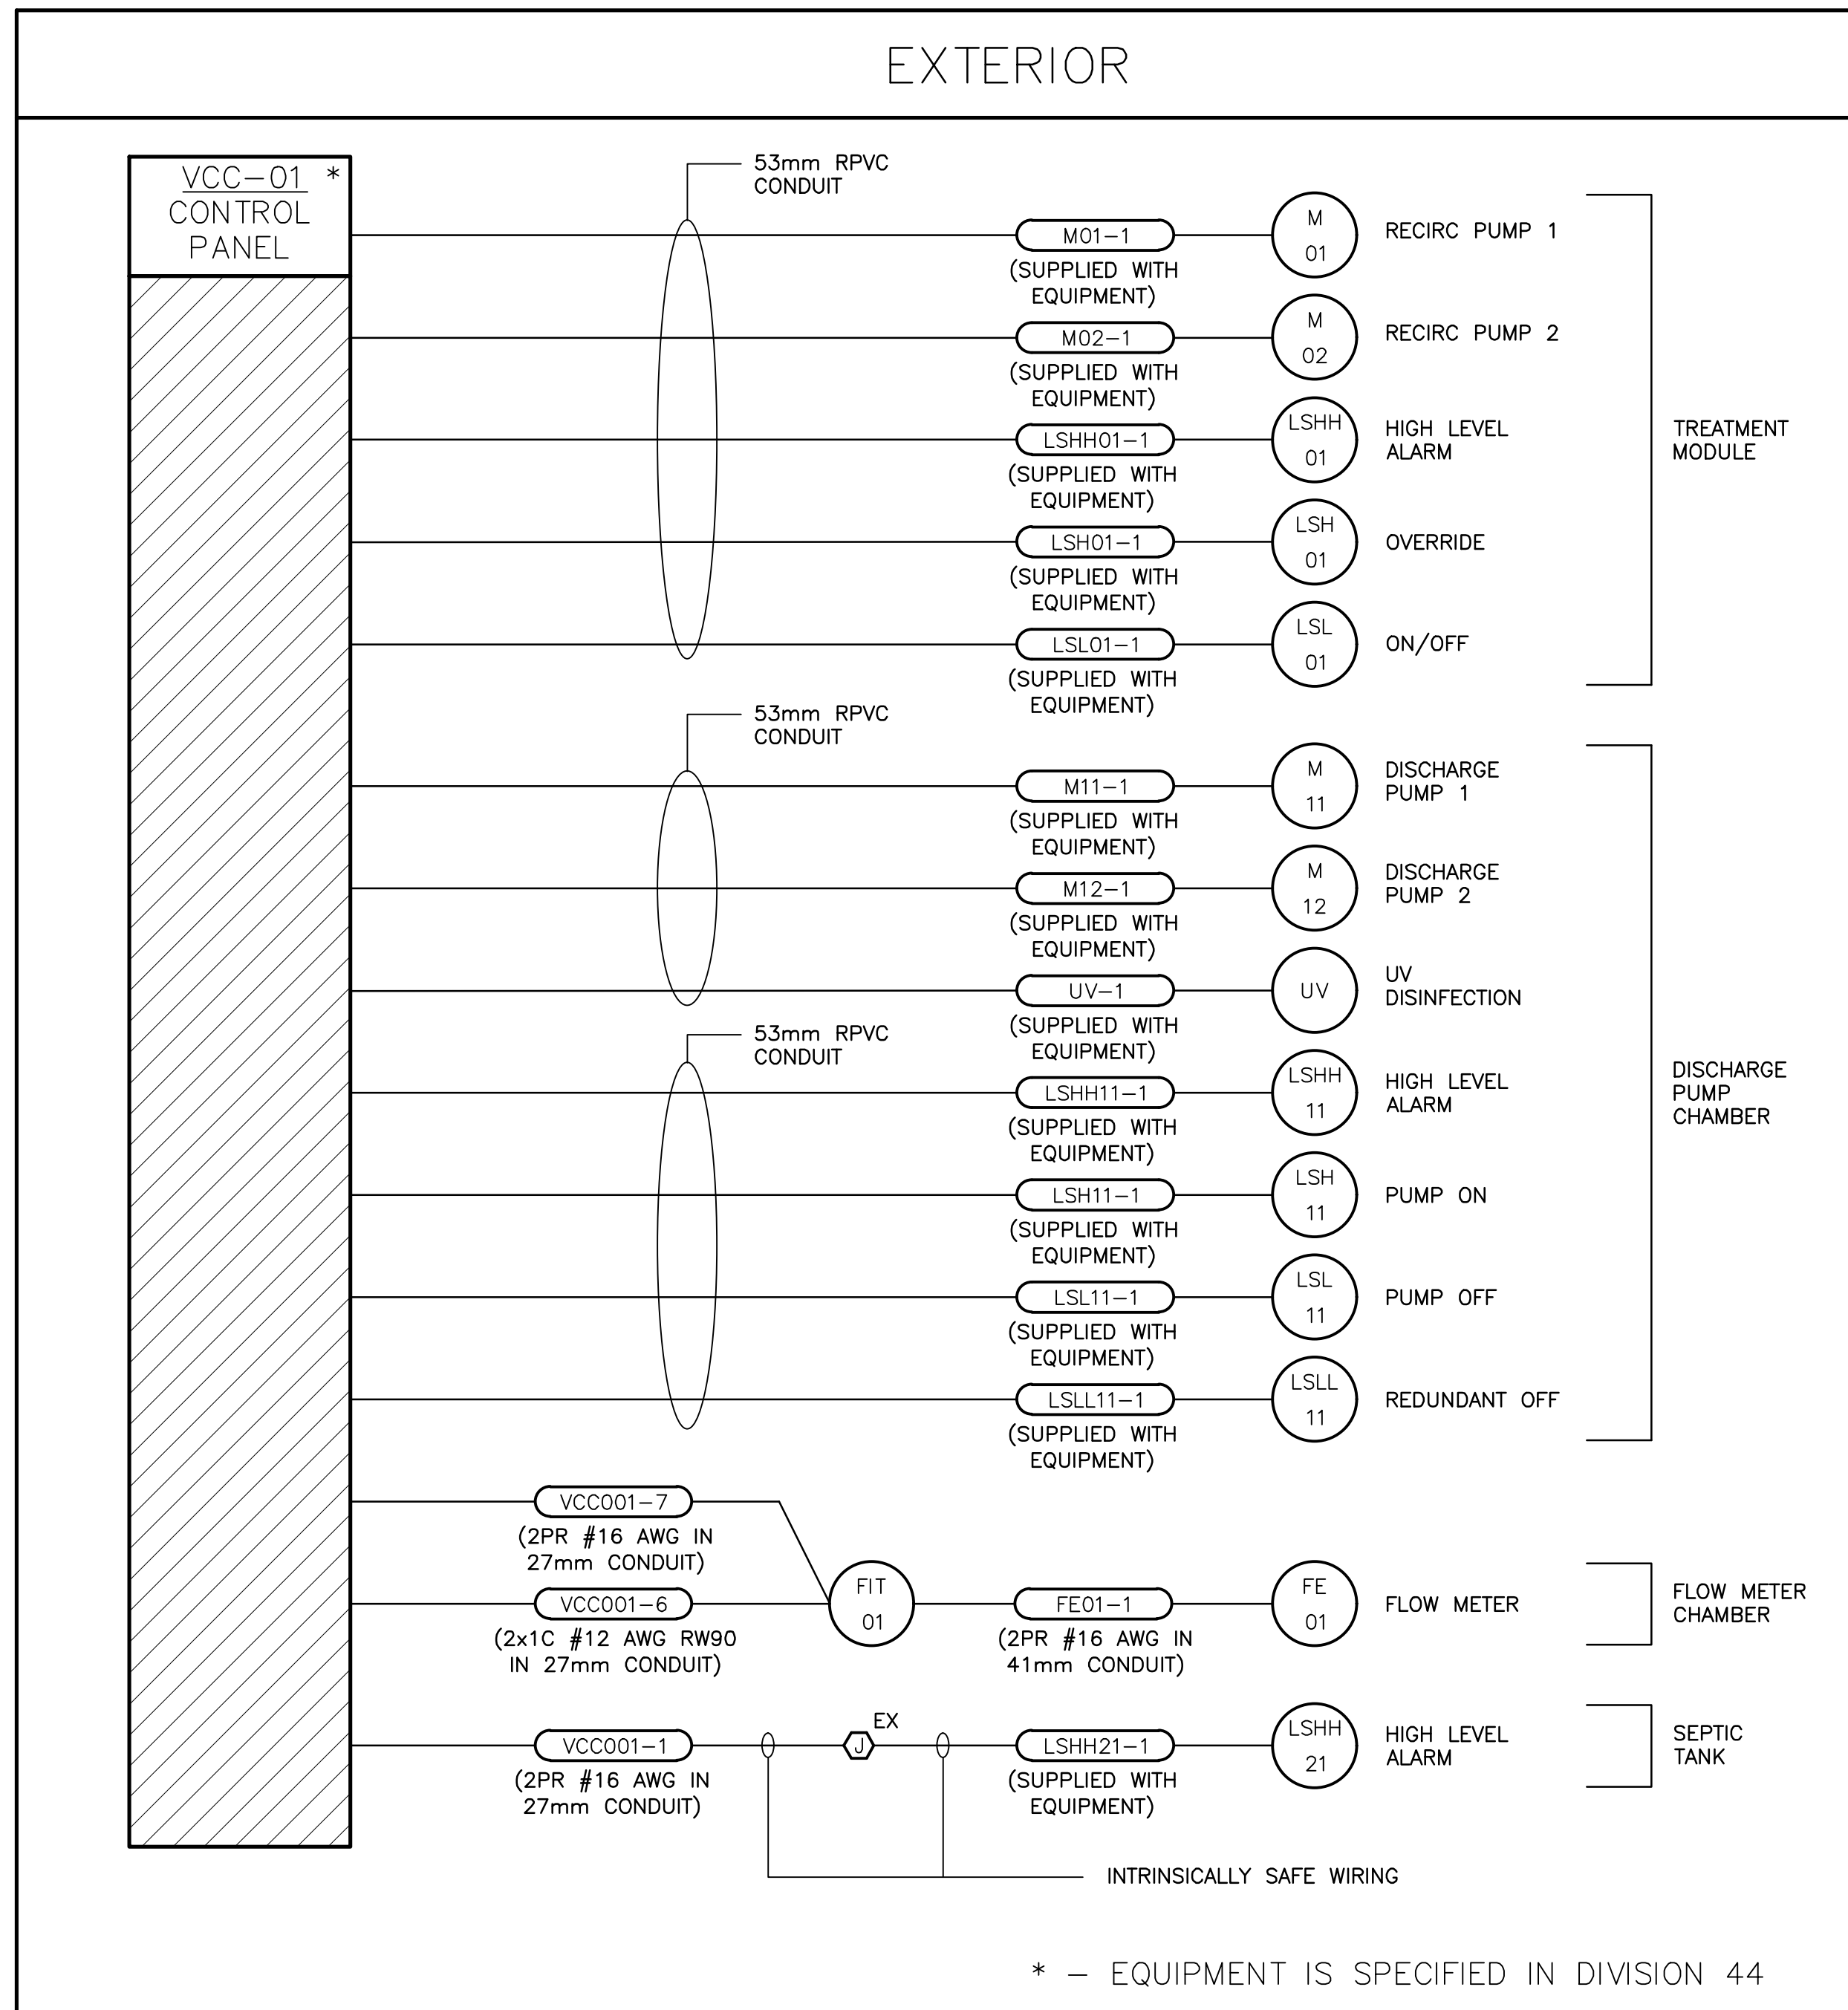 EXTERIOR
VCC-01 *
CONTROL
PANEL
53mm RPVC
CONDUIT
M01-1
(SUPPLIED WITH
EQUIPMENT)
M
01
RECIRC PUMP 1
M02-1
(SUPPLIED WITH
EQUIPMENT)
M
02
RECIRC PUMP 2
LSHH01-1
(SUPPLIED WITH
EQUIPMENT)
LSHH
01
HIGH LEVEL
ALARM
LSH01-1
(SUPPLIED WITH
EQUIPMENT)
LSH
01
OVERRIDE
LSL01-1
(SUPPLIED WITH
EQUIPMENT)
LSL
01
ON/OFF
TREATMENT
MODULE
53mm RPVC
CONDUIT
M11-1
(SUPPLIED WITH
EQUIPMENT)
M
11
DISCHARGE
PUMP 1
M12-1
(SUPPLIED WITH
EQUIPMENT)
M
12
DISCHARGE
PUMP 2
UV-1
(SUPPLIED WITH
EQUIPMENT)
UV
UV
DISINFECTION
53mm RPVC
CONDUIT
LSHH11-1
(SUPPLIED WITH
EQUIPMENT)
LSHH
11
HIGH LEVEL
ALARM
LSH11-1
(SUPPLIED WITH
EQUIPMENT)
LSH
11
PUMP ON
LSL11-1
(SUPPLIED WITH
EQUIPMENT)
LSL
11
PUMP OFF
LSLL11-1
(SUPPLIED WITH
EQUIPMENT)
LSLL
11
REDUNDANT OFF
DISCHARGE
PUMP
CHAMBER
VCC001-7
(2PR #16 AWG IN
27mm CONDUIT)
VCC001-6
(2x1C #12 AWG RW90
IN 27mm CONDUIT)
FIT
01
FE01-1
(2PR #16 AWG IN
41mm CONDUIT)
FE
01
FLOW METER
FLOW METER
CHAMBER
VCC001-1
(2PR #16 AWG IN
27mm CONDUIT)
J
EX
LSHH21-1
(SUPPLIED WITH
EQUIPMENT)
LSHH
21
HIGH LEVEL
ALARM
SEPTIC
TANK
INTRINSICALLY SAFE WIRING
* - EQUIPMENT IS SPECIFIED IN DIVISION 44